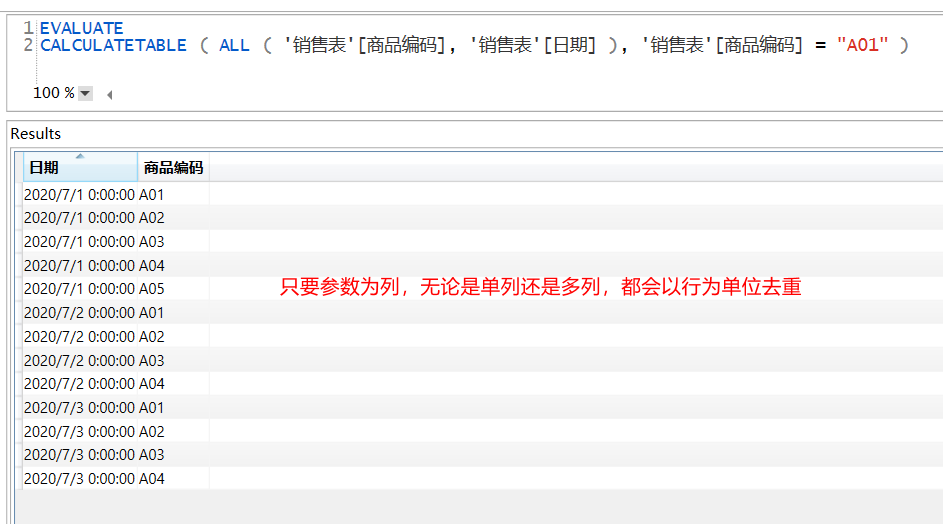 1 EVALUATE
2 CALCULATETABLE ( ALL ( '销售表'[商品编码], '销售表'[日期] ), '销售表'[商品编码] = "A01" )
100 %
Results
日期 商品编码
2020/7/1 0:00:00 A01
2020/7/1 0:00:00 A02
2020/7/1 0:00:00 A03
2020/7/1 0:00:00 A04
只要参数为列，无论是单列还是多列，都会以行为单位去重
2020/7/1 0:00:00 A05
2020/7/2 0:00:00 A01
2020/7/2 0:00:00 A02
2020/7/2 0:00:00 A03
2020/7/2 0:00:00 A04
2020/7/3 0:00:00 A01
2020/7/3 0:00:00 A02
2020/7/3 0:00:00 A03
2020/7/3 0:00:00 A04